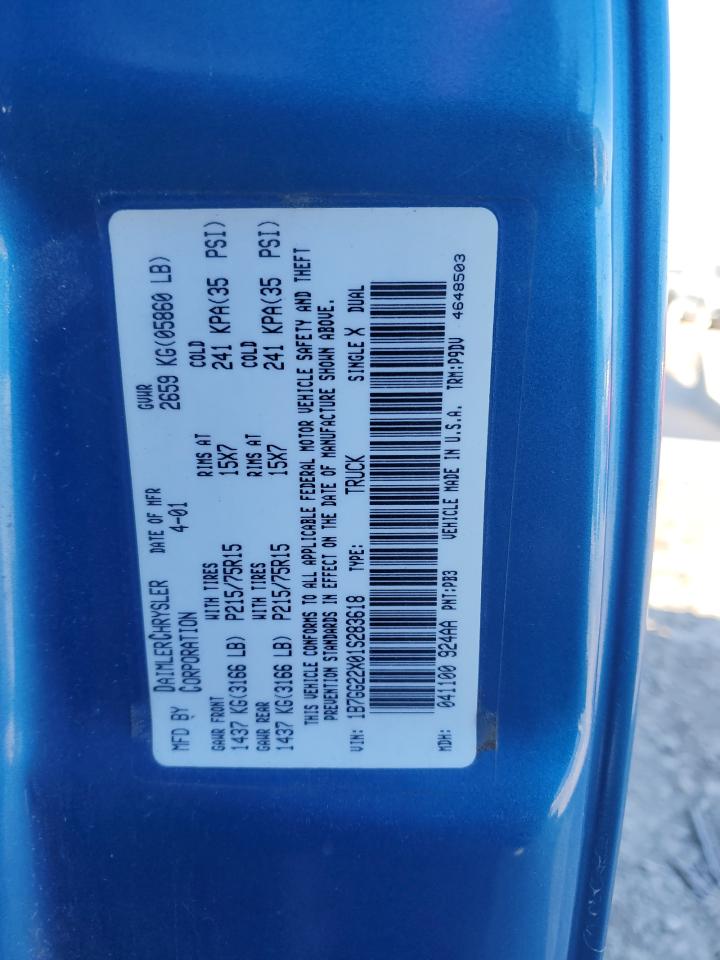 MFD BY DAIMLERCHRYSLER CORPORATION DATE OF MFR 4-01 GVWR 2659 KG(05860 LB)
GAWR FRONT WITH TIRES RIMS AT COLD
1437 KG(3166 LB) P215/75R15 15X7 241 KPA(35 PSI)
GAWR REAR WITH TIRES RIMS AT COLD
1437 KG(3166 LB) P215/75R15 15X7 241 KPA(35 PSI)
THIS VEHICLE CONFORMS TO ALL APPLICABLE FEDERAL MOTOR VEHICLE SAFETY AND THEFT
PREVENTION STANDARDS IN EFFECT ON THE DATE OF MANUFACTURE SHOWN ABOVE.
VIN: 1B7GG22X01S283618 TYPE: TRUCK SINGLE X DUAL
MDH: 041100 924AA PNT:PB3 VEHICLE MADE IN U.S.A. TRM:P9DV 4648503